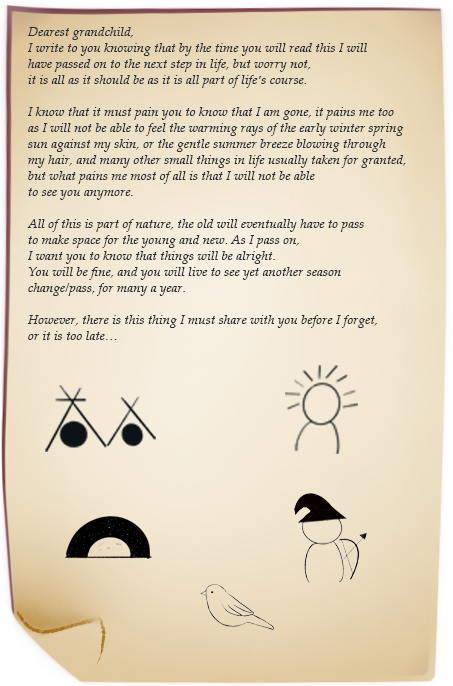 Dearest grandchild,
I write to you knowing that by the time you will read this I will
have passed on to the next step in life, but worry not,
it is all as it should be as it is all part of life's course.
I know that it must pain you to know that I am gone, it pains me too
as I will not be able to feel the warming rays of the early winter spring
sun against my skin, or the gentle summer breeze blowing through
my hair, and many other small things in life usually taken for granted,
but what pains me most of all is that I will not be able
to see you anymore.
All of this is part of nature, the old will eventually have to pass
to make space for the young and new. As I pass on,
I want you to know that things will be alright.
You will be fine, and you will live to see yet another season
change/pass, for many a year.
However, there is this thing I must share with you before I forget,
or it is too late...